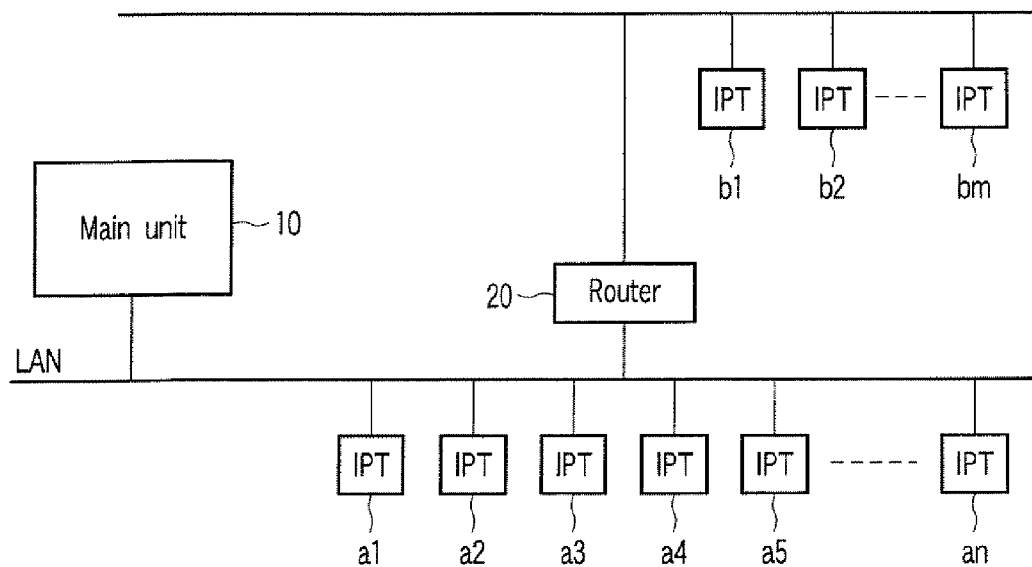 IPT IPT IPT
b1 b2 bm
Main unit 10
20 Router
LAN
IPT IPT IPT IPT IPT IPT
a1 a2 a3 a4 a5 an